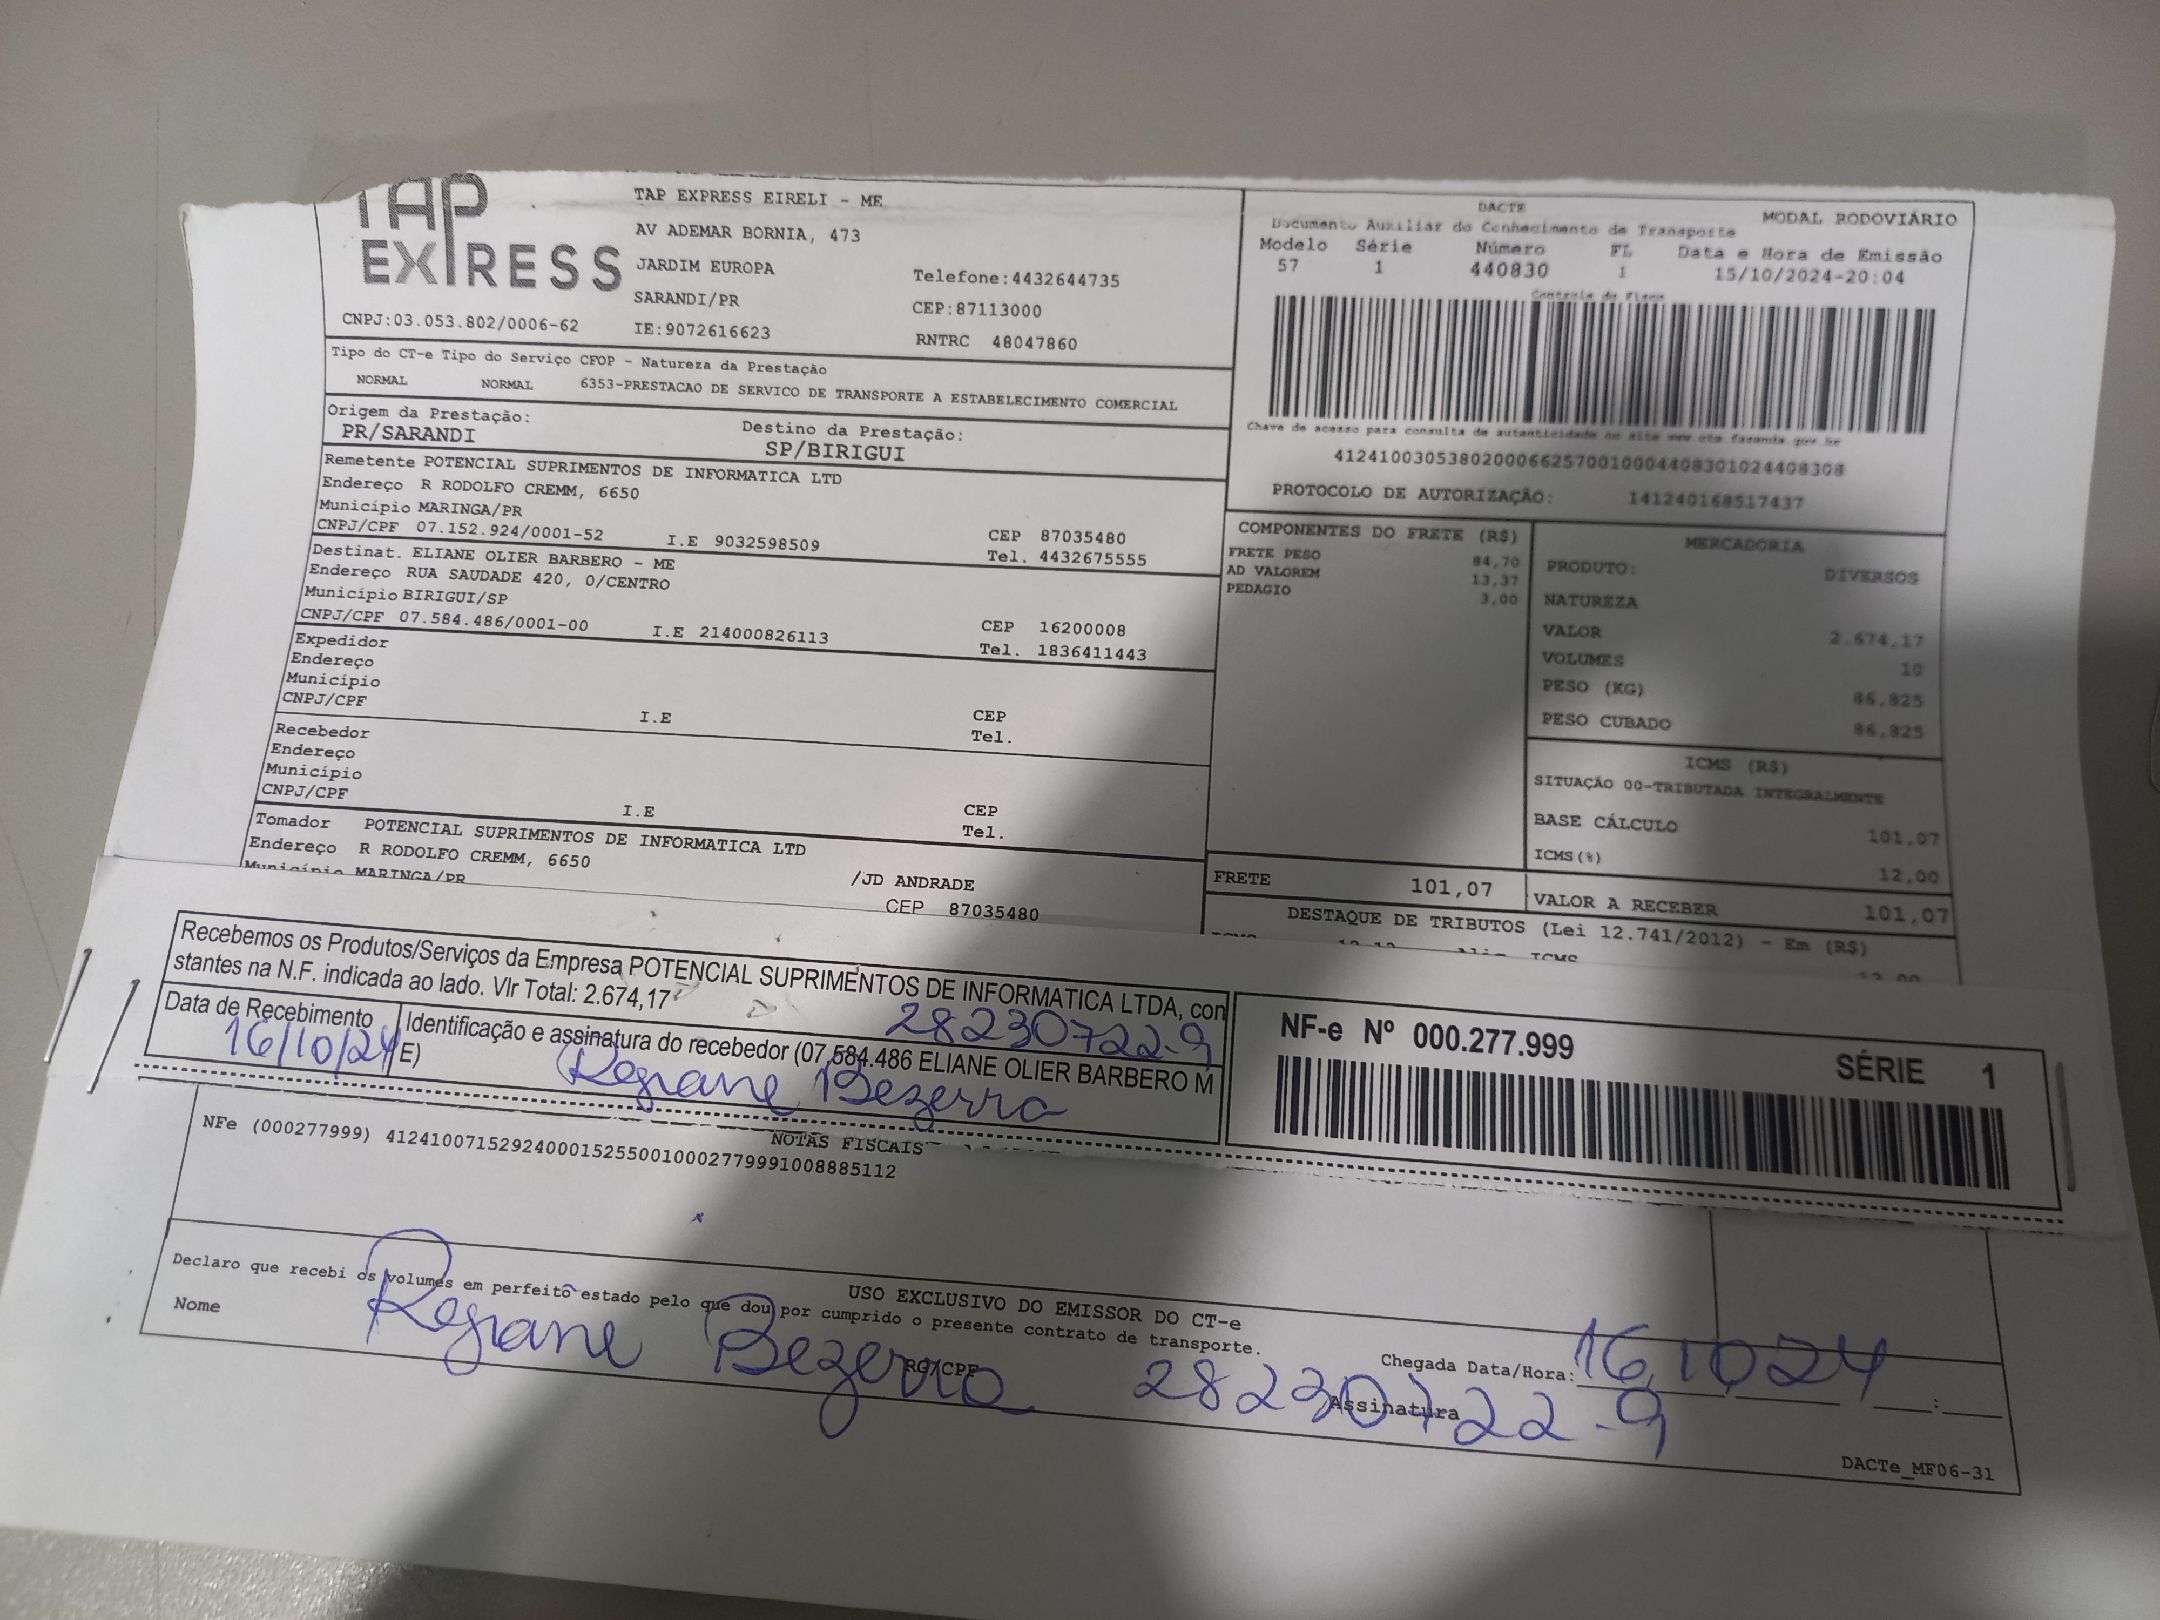 TAP EXPRESS
TAP EXPRESS EIRELI - ME
AV ADEMAR BORNIA, 473
JARDIM EUROPA
SARANDI/PR
IE:9072616623
Telefone:4432644735
CEP:87113000
RNTRC 48047860
CNPJ:03.053.802/0006-62
DACTE MODAL RODOVIÁRIO
Documento Auxiliar do Conhecimento de Transporte
Modelo Série Número FL Data e Hora de Emissão
57 1 440830 1 15/10/2024-20:04
Controle do Fisco
Chave de acesso para consulta de autenticidade no site www.cte.fazenda.gov.br
41241003053802000662570010004408301024408308
PROTOCOLO DE AUTORIZAÇÃO: 141240168517437
Tipo do CT-e Tipo do Serviço CFOP - Natureza da Prestação
NORMAL NORMAL 6353-PRESTACAO DE SERVICO DE TRANSPORTE A ESTABELECIMENTO COMERCIAL
Origem da Prestação: Destino da Prestação:
PR/SARANDI SP/BIRIGUI
Remetente POTENCIAL SUPRIMENTOS DE INFORMATICA LTD
Endereço R RODOLFO CREMM, 6650
Município MARINGA/PR CEP 87035480
CNPJ/CPF 07.152.924/0001-52 I.E 9032598509 Tel. 4432675555
Destinat. ELIANE OLIER BARBERO - ME
Endereço RUA SAUDADE 420, 0/CENTRO
Município BIRIGUI/SP CEP 16200008
CNPJ/CPF 07.584.486/0001-00 I.E 214000826113 Tel. 1836411443
Expedidor
Endereço
Município CEP
CNPJ/CPF I.E Tel.
Recebedor
Endereço
Município CEP
CNPJ/CPF I.E Tel.
Tomador POTENCIAL SUPRIMENTOS DE INFORMATICA LTD
Endereço R RODOLFO CREMM, 6650 /JD ANDRADE
Município MARINGA/PR CEP 87035480
COMPONENTES DO FRETE (R$)
FRETE PESO 84,70
AD VALOREM 13,37
PEDAGIO 3,00
MERCADORIA
PRODUTO: DIVERSOS
NATUREZA
VALOR 2.674,17
VOLUMES 10
PESO (KG) 86,825
PESO CUBADO 86,825
ICMS (R$)
SITUAÇÃO 00-TRIBUTADA INTEGRALMENTE
BASE CÁLCULO 101,07
ICMS(%) 12,00
FRETE 101,07 VALOR A RECEBER 101,07
DESTAQUE DE TRIBUTOS (Lei 12.741/2012) - Em (R$)
Recebemos os Produtos/Serviços da Empresa POTENCIAL SUPRIMENTOS DE INFORMATICA LTDA, con
stantes na N.F. indicada ao lado. Vlr Total: 2.674,17
28230722-9
Data de Recebimento Identificação e assinatura do recebedor (07.584.486 ELIANE OLIER BARBERO M
E)
16/10/24 Regiane Bezerra
NF-e Nº 000.277.999
SÉRIE 1
NOTAS FISCAIS
NFe (000277999) 41241007152924000152550010002779991008885112
USO EXCLUSIVO DO EMISSOR DO CT-e
Declaro que recebi os volumes em perfeito estado pelo que dou por cumprido o presente contrato de transporte.
Nome RG/CPF Assinatura
Chegada Data/Hora: 16 10 24 :
Regiane Bezerra 28230722-9
DACTe_MF06-31